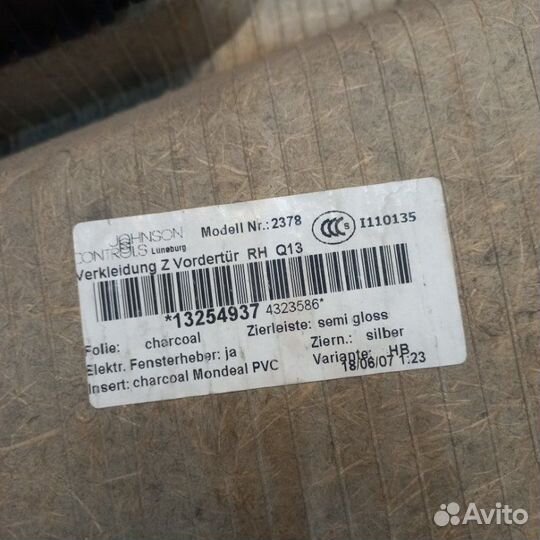 JOHNSON
CONTROLS Lüneburg
Modell Nr.: 2378 CCC S I110135
Verkleidung Z Vordertür RH Q13
*13254937 4323586*
Folie: charcoal Zierleiste: semi gloss
Ziern.: silber
Elektr. Fensterheber: ja Variante: HB
Insert: charcoal Mondeal PVC 18/06/07 1:23
Avito